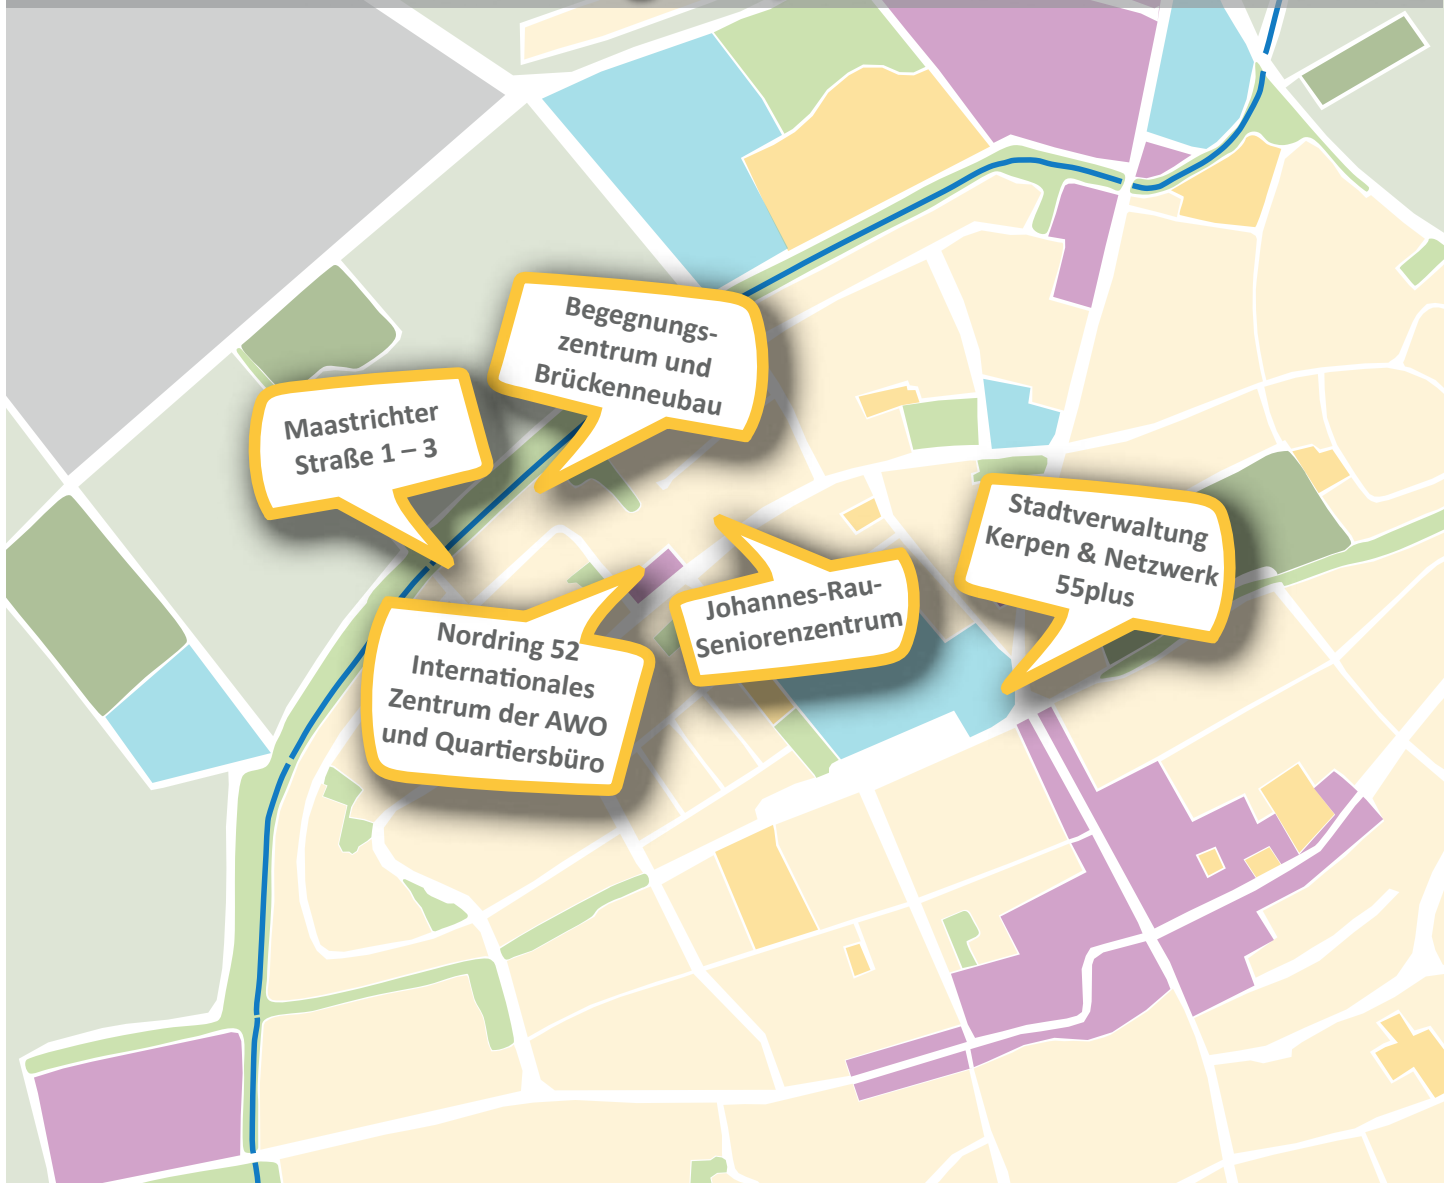 Begegnungs-
zentrum und
Brückenneubau
Maastrichter
Straße 1 – 3
Stadtverwaltung
Kerpen & Netzwerk
55plus
Johannes-Rau-
Seniorenzentrum
Nordring 52
Internationales
Zentrum der AWO
und Quartiersbüro